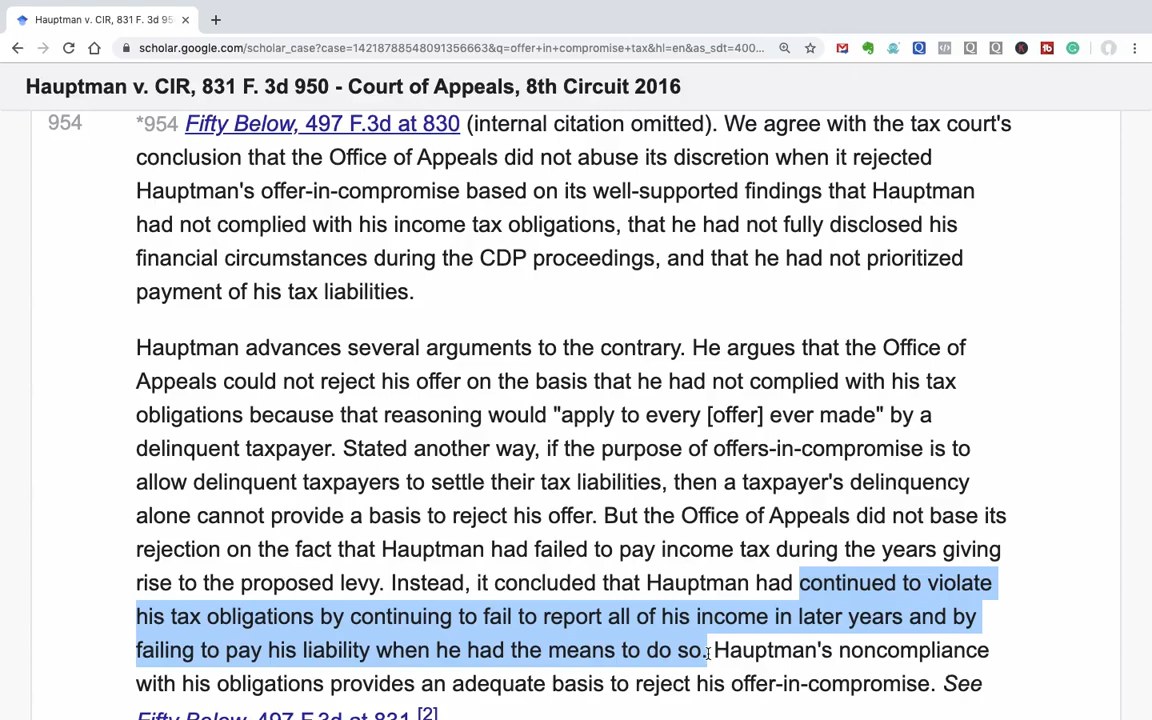 Hauptman v. CIR, 831 F. 3d 95
scholar.google.com/scholar_case?case=14218788548091356663&q=offer+in+compromise+tax&hl=en&as_sdt=400...
Hauptman v. CIR, 831 F. 3d 950 - Court of Appeals, 8th Circuit 2016
954 *954 Fifty Below, 497 F.3d at 830 (internal citation omitted). We agree with the tax court's
conclusion that the Office of Appeals did not abuse its discretion when it rejected
Hauptman's offer-in-compromise based on its well-supported findings that Hauptman
had not complied with his income tax obligations, that he had not fully disclosed his
financial circumstances during the CDP proceedings, and that he had not prioritized
payment of his tax liabilities.
Hauptman advances several arguments to the contrary. He argues that the Office of
Appeals could not reject his offer on the basis that he had not complied with his tax
obligations because that reasoning would "apply to every [offer] ever made" by a
delinquent taxpayer. Stated another way, if the purpose of offers-in-compromise is to
allow delinquent taxpayers to settle their tax liabilities, then a taxpayer's delinquency
alone cannot provide a basis to reject his offer. But the Office of Appeals did not base its
rejection on the fact that Hauptman had failed to pay income tax during the years giving
rise to the proposed levy. Instead, it concluded that Hauptman had continued to violate
his tax obligations by continuing to fail to report all of his income in later years and by
failing to pay his liability when he had the means to do so. Hauptman's noncompliance
with his obligations provides an adequate basis to reject his offer-in-compromise. See
Fifty Below, 497 F.3d at 831.[2]